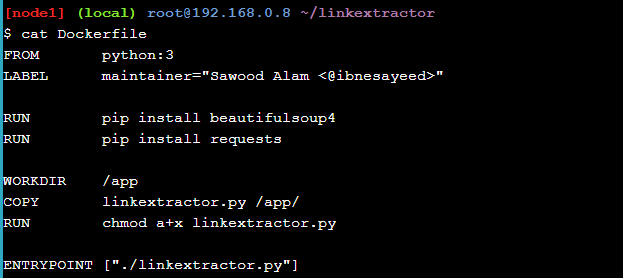 [node1] (local) root@192.168.0.8 ~/linkextractor
$ cat Dockerfile
FROM       python:3
LABEL      maintainer="Sawood Alam <@ibnesayeed>"

RUN        pip install beautifulsoup4
RUN        pip install requests

WORKDIR    /app
COPY       linkextractor.py /app/
RUN        chmod a+x linkextractor.py

ENTRYPOINT ["./linkextractor.py"]